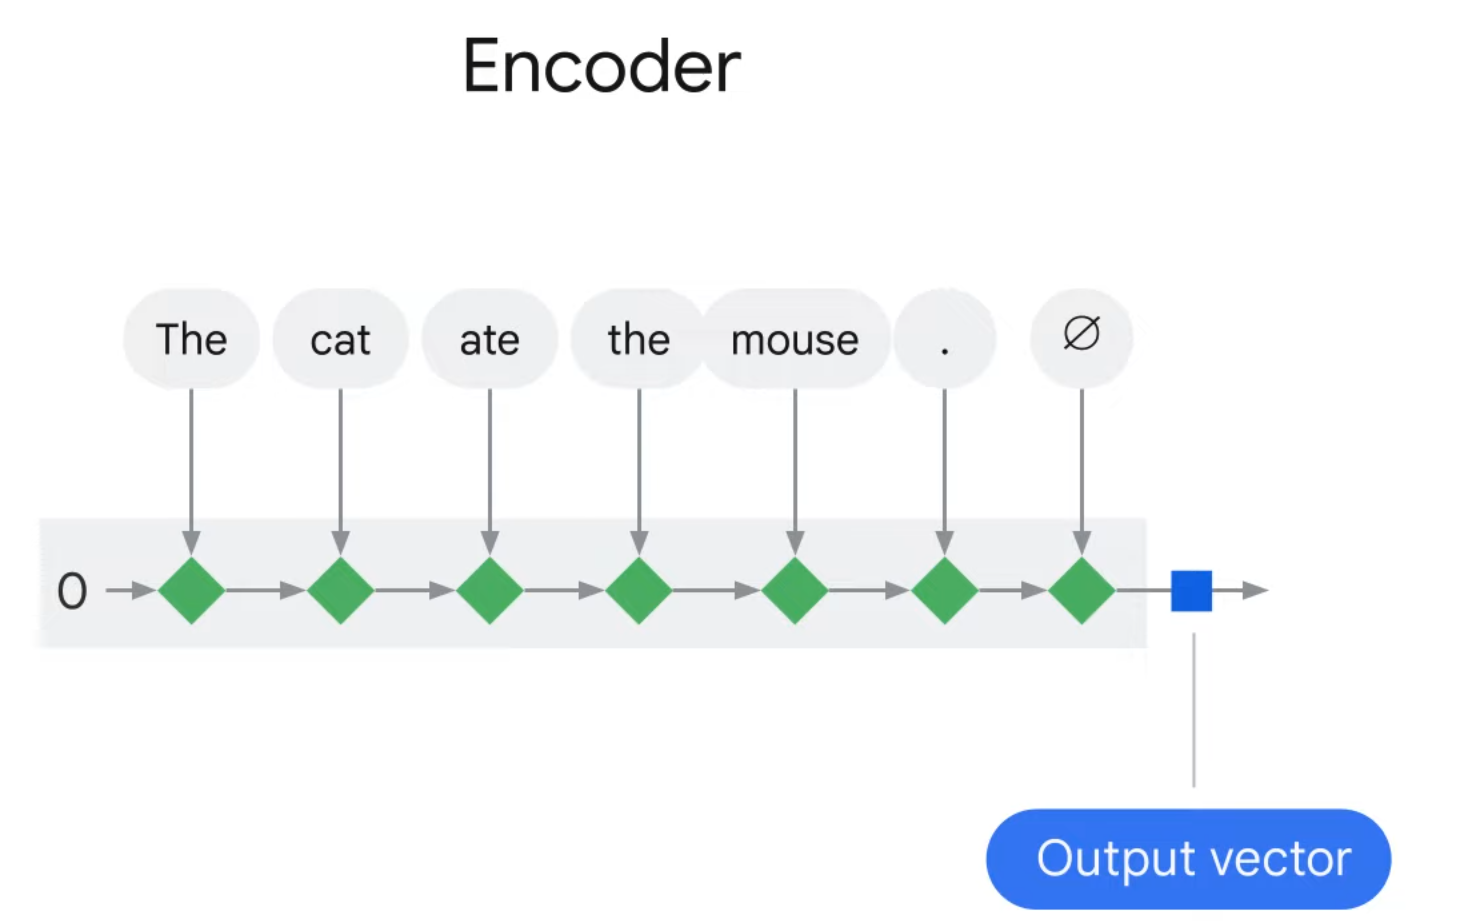 Encoder
The cat ate the mouse . ∅
0
Output vector